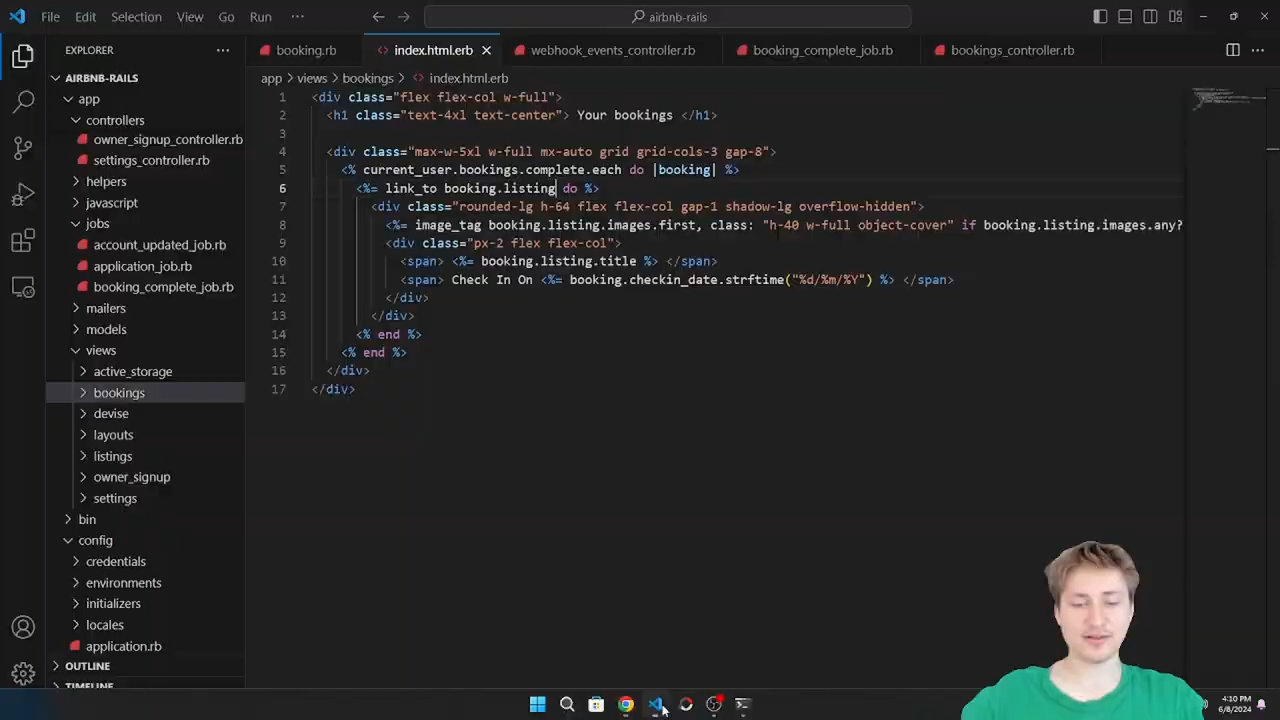 File Edit Selection View Go Run ··· airbnb-rails
EXPLORER ···
booking.rb index.html.erb webhook_events_controller.rb booking_complete_job.rb bookings_controller.rb ···
AIRBNB-RAILS
app > views > bookings > index.html.erb
app
controllers
owner_signup_controller.rb
settings_controller.rb
helpers
javascript
jobs
account_updated_job.rb
application_job.rb
booking_complete_job.rb
mailers
models
views
active_storage
bookings
devise
layouts
listings
owner_signup
settings
bin
config
credentials
environments
initializers
locales
application.rb
OUTLINE
TIMELINE
1 <div class="flex flex-col w-full">
2 <h1 class="text-4xl text-center"> Your bookings </h1>
3
4 <div class="max-w-5xl w-full mx-auto grid grid-cols-3 gap-8">
5 <% current_user.bookings.complete.each do |booking| %>
6 <%= link_to booking.listing do %>
7 <div class="rounded-lg h-64 flex flex-col gap-1 shadow-lg overflow-hidden">
8 <%= image_tag booking.listing.images.first, class: "h-40 w-full object-cover" if booking.listing.images.any?
9 <div class="px-2 flex flex-col">
10 <span> <%= booking.listing.title %> </span>
11 <span> Check In On <%= booking.checkin_date.strftime("%d/%m/%Y") %> </span>
12 </div>
13 </div>
14 <% end %>
15 <% end %>
16 </div>
17 </div>
4:10 PM
6/8/2024